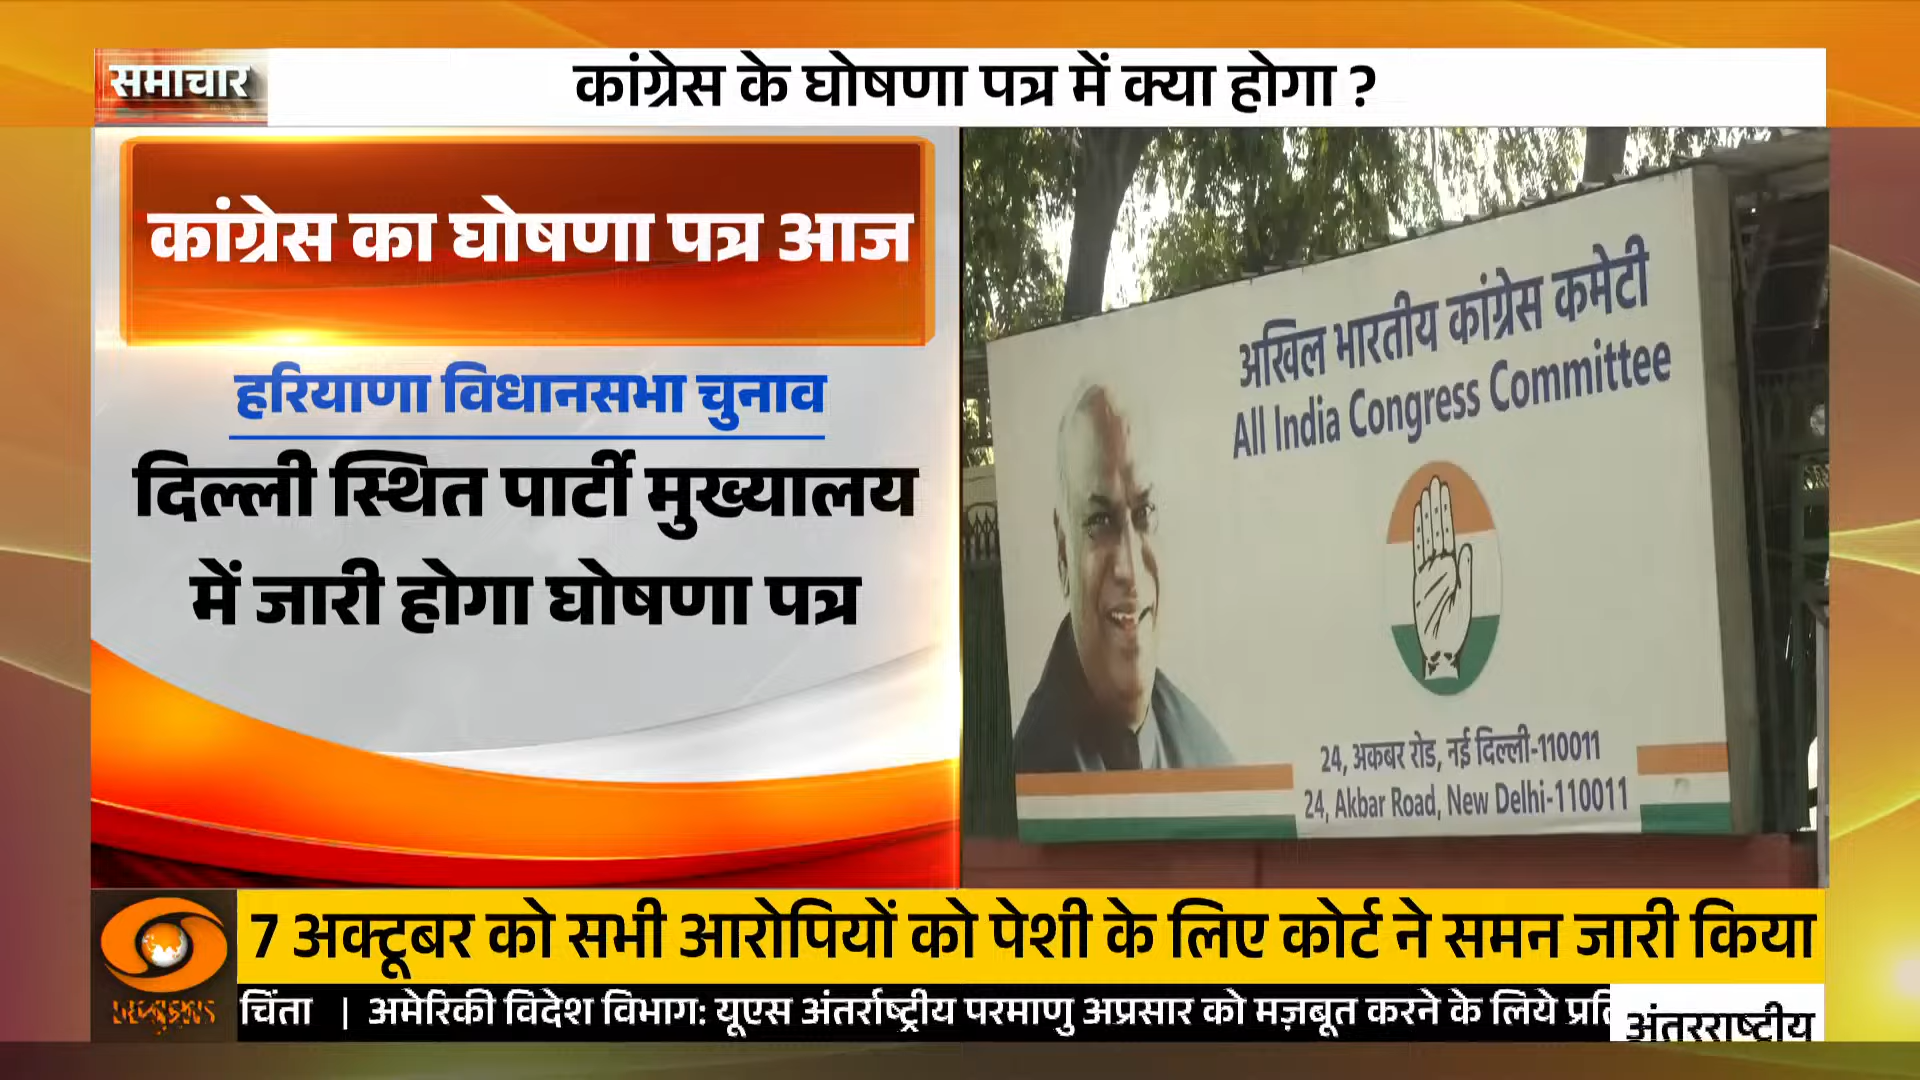 समाचार
कांग्रेस के घोषणा पत्र में क्या होगा ?
कांग्रेस का घोषणा पत्र आज
हरियाणा विधानसभा चुनाव
दिल्ली स्थित पार्टी मुख्यालय
में जारी होगा घोषणा पत्र
अखिल भारतीय कांग्रेस कमेटी
All India Congress Committee
24, अकबर रोड, नई दिल्ली-110011
24, Akbar Road, New Delhi-110011
7 अक्टूबर को सभी आरोपियों को पेशी के लिए कोर्ट ने समन जारी किया
चिंता | अमेरिकी विदेश विभाग: यूएस अंतर्राष्ट्रीय परमाणु अप्रसार को मज़बूत करने के लिये
अंतरराष्ट्रीय